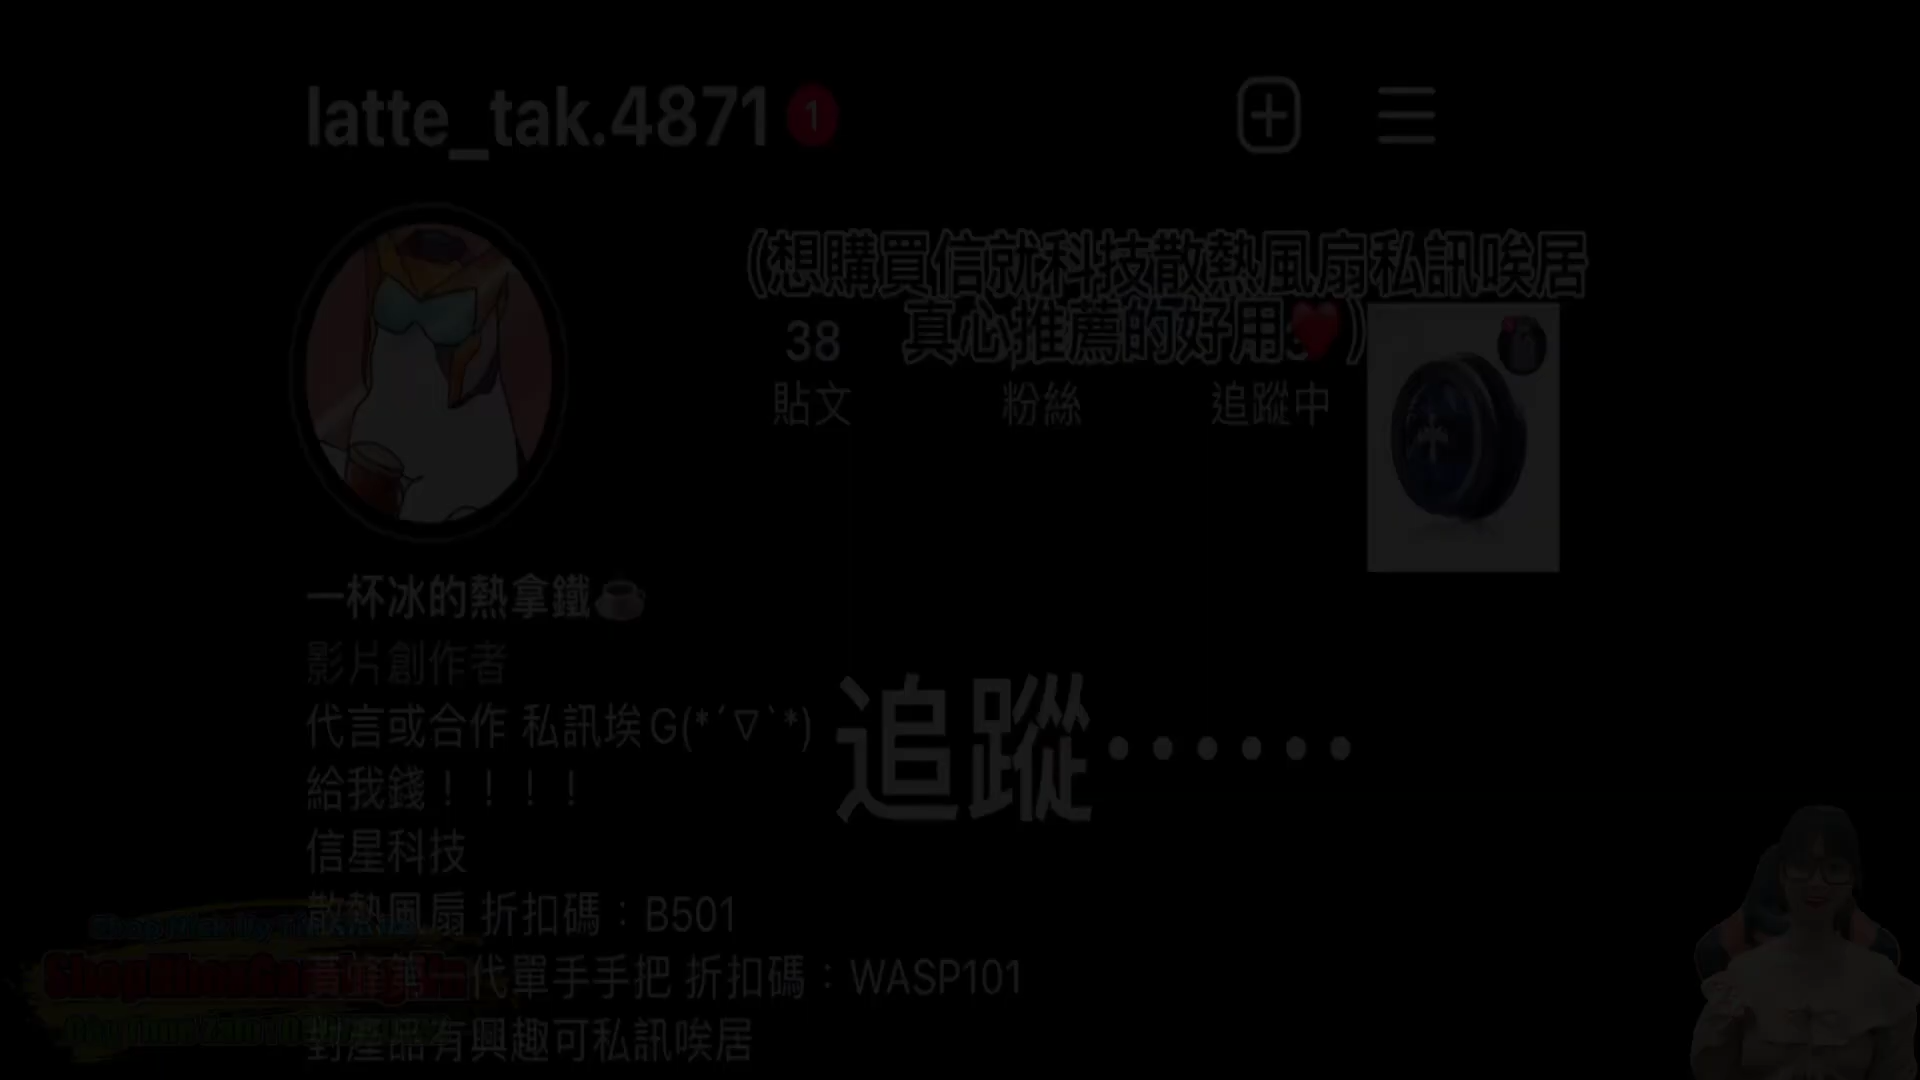 latte_tak.4871 1
(想購買信就科技散熱風扇私訊唉居
真心推薦的好用❤️)
38
貼文 粉絲 追蹤中
一杯冰的熱拿鐵☕
影片創作者
代言或合作 私訊埃G(*ˊ∇ˋ*)
給我錢！！！！
追蹤······
信星科技
散熱風扇 折扣碼：B501
代單手手把 折扣碼：WASP101
對產品有興趣可私訊唉居